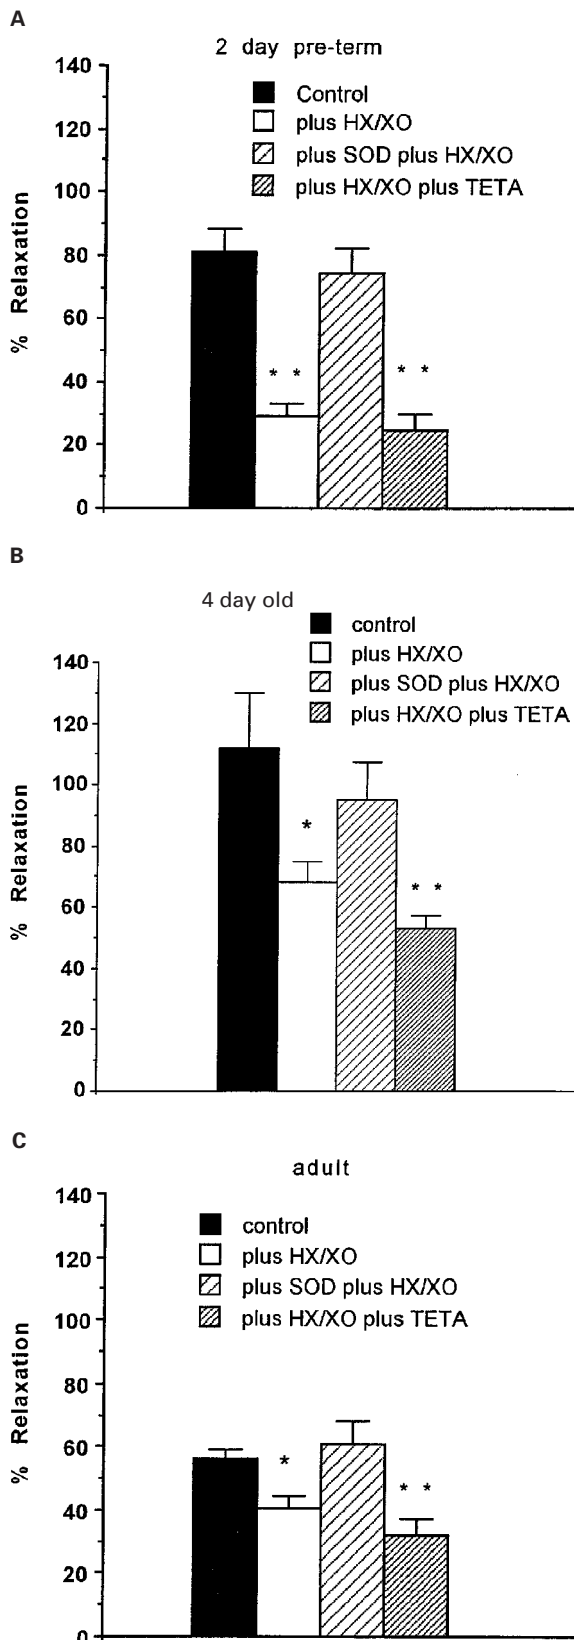 A
2 day pre-term
140
120
100
80
60
40
20
0
% Relaxation
Control
plus HX/XO
plus SOD plus HX/XO
plus HX/XO plus TETA
* *
* *
B
4 day old
140
120
100
80
60
40
20
0
% Relaxation
control
plus HX/XO
plus SOD plus HX/XO
plus HX/XO plus TETA
*
* *
C
adult
140
120
100
80
60
40
20
0
% Relaxation
control
plus HX/XO
plus SOD plus HX/XO
plus HX/XO plus TETA
*
* *